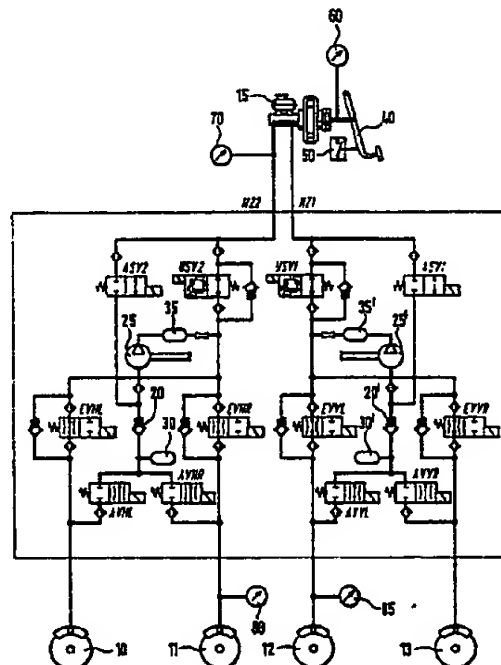 60
15
70
40
50
HZ2 HZ1
ASV2 USV2 USV1 ASV1
35 35'
25 25'
20 20'
EVHL EVHR EVVL EVVR
30 30'
AVHL AVHR AVVL AVVR
80 85
10 11 12 13